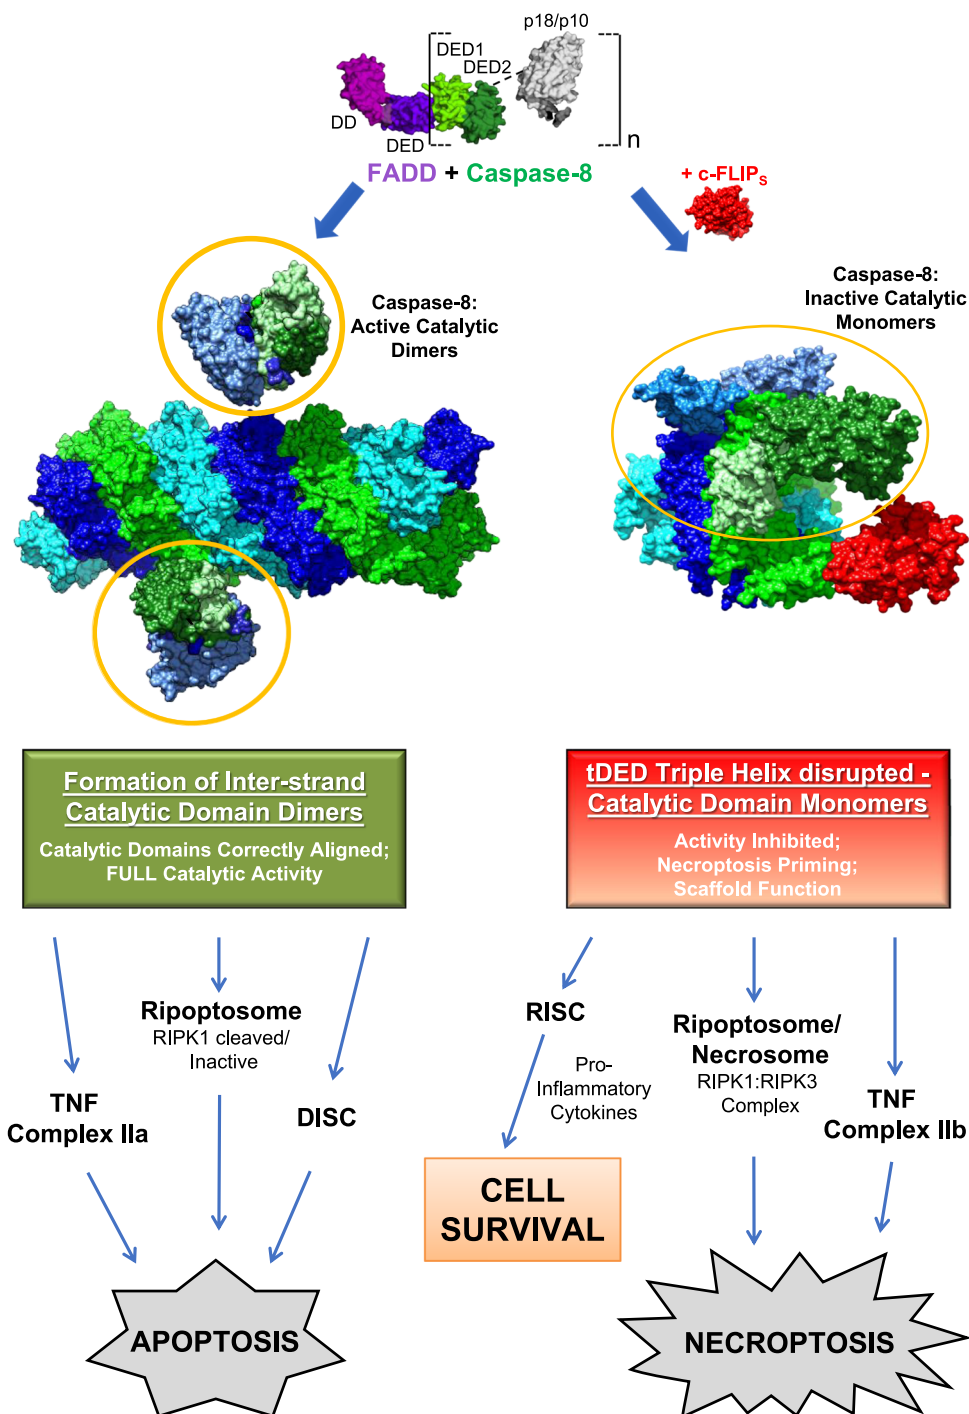 p18/p10
DED1
DED2
DD
DED
n
FADD + Caspase-8
+ c-FLIPS
Caspase-8:
Active Catalytic
Dimers
Caspase-8:
Inactive Catalytic
Monomers
Formation of Inter-strand
Catalytic Domain Dimers
Catalytic Domains Correctly Aligned;
FULL Catalytic Activity
tDED Triple Helix disrupted -
Catalytic Domain Monomers
Activity Inhibited;
Necroptosis Priming;
Scaffold Function
Ripoptosome
RIPK1 cleaved/
Inactive
TNF
Complex IIa
DISC
RISC
Pro-
Inflammatory
Cytokines
Ripoptosome/
Necrosome
RIPK1:RIPK3
Complex
TNF
Complex IIb
CELL
SURVIVAL
APOPTOSIS
NECROPTOSIS